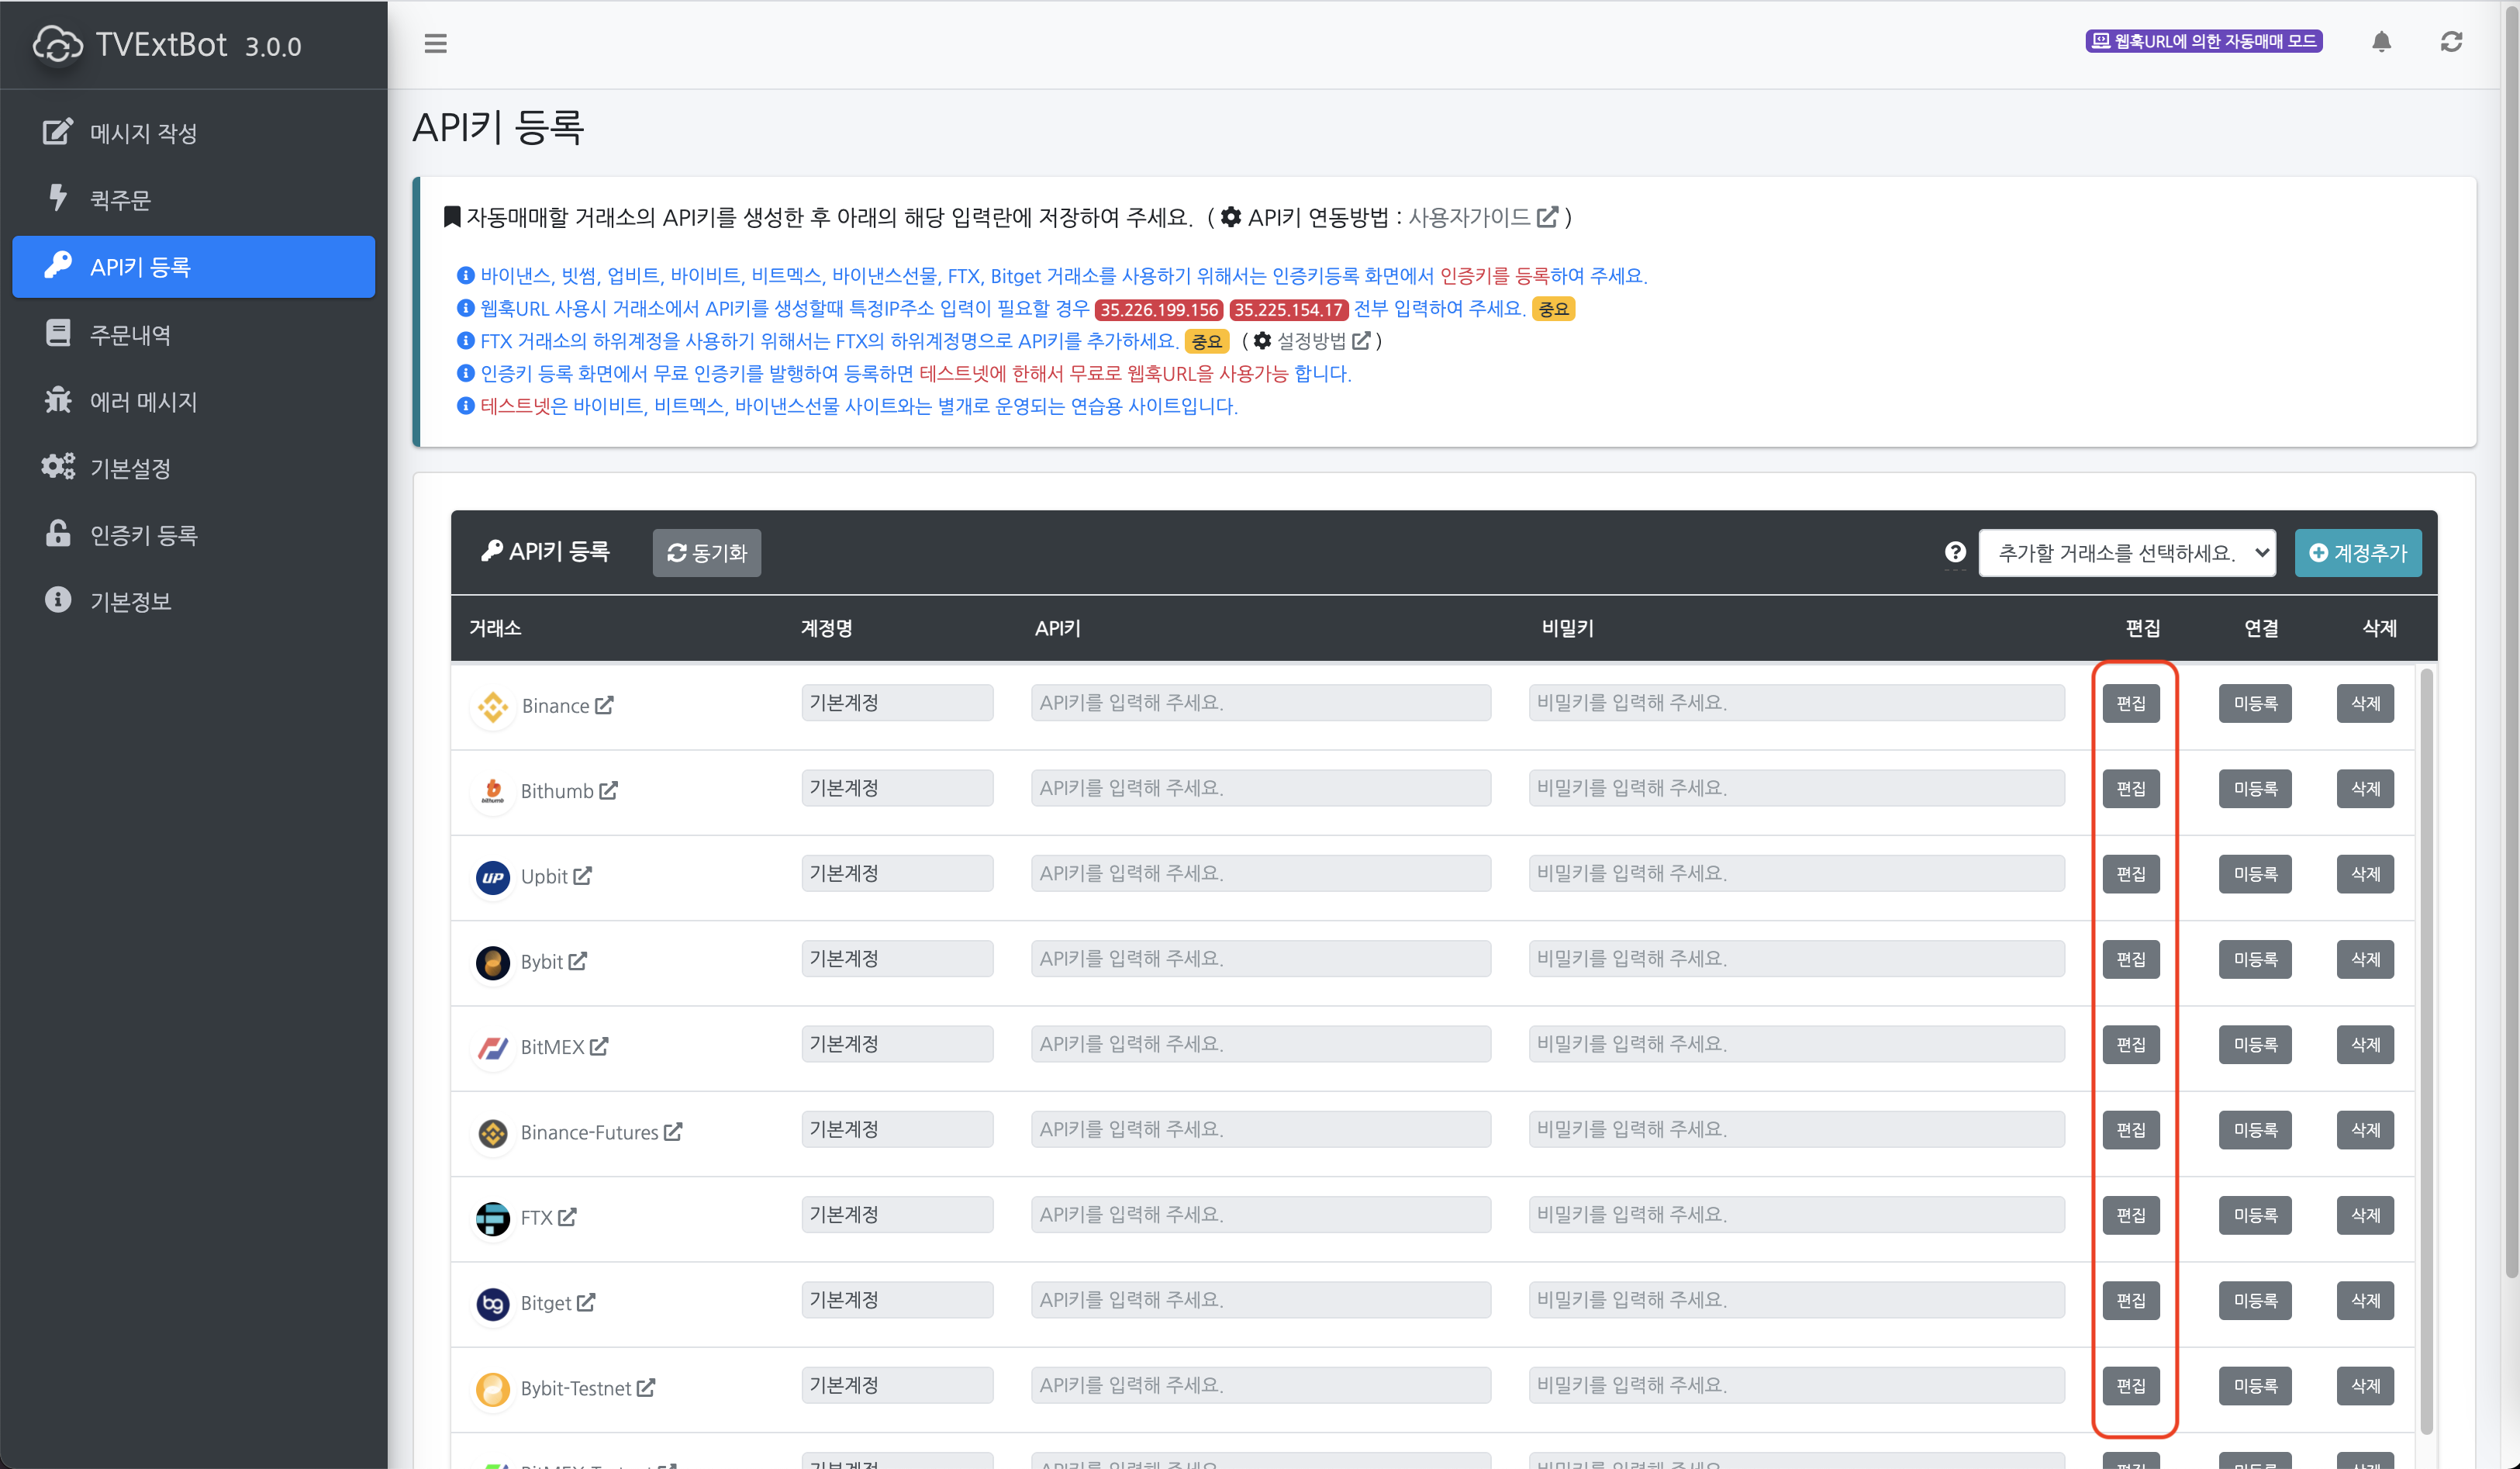 TVExtBot 3.0.0
웹훅URL에 의한 자동매매 모드
메시지 작성
퀵주문
API키 등록
주문내역
에러 메시지
기본설정
인증키 등록
기본정보
API키 등록
자동매매할 거래소의 API키를 생성한 후 아래의 해당 입력란에 저장하여 주세요. ( API키 연동방법 : 사용자가이드 )
바이낸스, 빗썸, 업비트, 바이비트, 비트멕스, 바이낸스선물, FTX, Bitget 거래소를 사용하기 위해서는 인증키등록 화면에서 인증키를 등록하여 주세요.
웹훅URL 사용시 거래소에서 API키를 생성할때 특정IP주소 입력이 필요할 경우 35.226.199.156 35.225.154.17 전부 입력하여 주세요. 중요
FTX 거래소의 하위계정을 사용하기 위해서는 FTX의 하위계정명으로 API키를 추가하세요. 중요 ( 설정방법 )
인증키 등록 화면에서 무료 인증키를 발행하여 등록하면 테스트넷에 한해서 무료로 웹훅URL을 사용가능 합니다.
테스트넷은 바이비트, 비트멕스, 바이낸스선물 사이트와는 별개로 운영되는 연습용 사이트입니다.
API키 등록 동기화 추가할 거래소를 선택하세요. 계정추가
거래소 계정명 API키 비밀키 편집 연결 삭제
Binance 기본계정 API키를 입력해 주세요. 비밀키를 입력해 주세요. 편집 미등록 삭제
bithumb Bithumb 기본계정 API키를 입력해 주세요. 비밀키를 입력해 주세요. 편집 미등록 삭제
UP Upbit 기본계정 API키를 입력해 주세요. 비밀키를 입력해 주세요. 편집 미등록 삭제
Bybit 기본계정 API키를 입력해 주세요. 비밀키를 입력해 주세요. 편집 미등록 삭제
BitMEX 기본계정 API키를 입력해 주세요. 비밀키를 입력해 주세요. 편집 미등록 삭제
Binance-Futures 기본계정 API키를 입력해 주세요. 비밀키를 입력해 주세요. 편집 미등록 삭제
FTX 기본계정 API키를 입력해 주세요. 비밀키를 입력해 주세요. 편집 미등록 삭제
bg Bitget 기본계정 API키를 입력해 주세요. 비밀키를 입력해 주세요. 편집 미등록 삭제
Bybit-Testnet 기본계정 API키를 입력해 주세요. 비밀키를 입력해 주세요. 편집 미등록 삭제